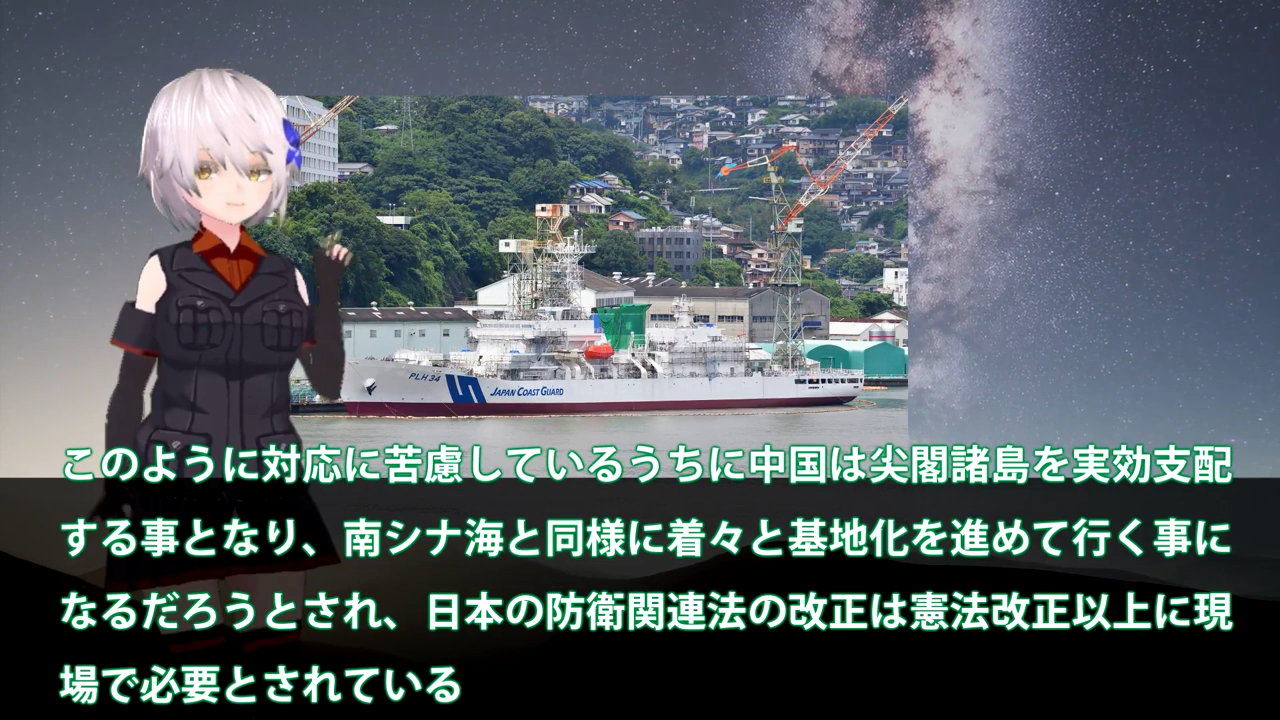 PLH 34
JAPAN COAST GUARD
このように対応に苦慮しているうちに中国は尖閣諸島を実効支配
する事となり、南シナ海と同様に着々と基地化を進めて行く事に
なるだろうとされ、日本の防衛関連法の改正は憲法改正以上に現
場で必要とされている